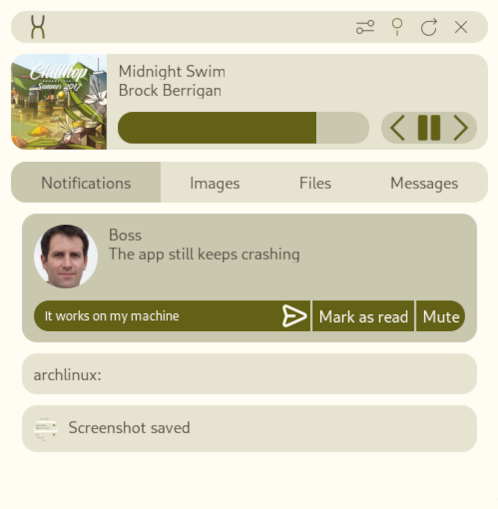 Chillhop
Summer 2017
Midnight Swim
Brock Berrigan
Notifications Images Files Messages
Boss
The app still keeps crashing
It works on my machine Mark as read Mute
archlinux:
Screenshot saved